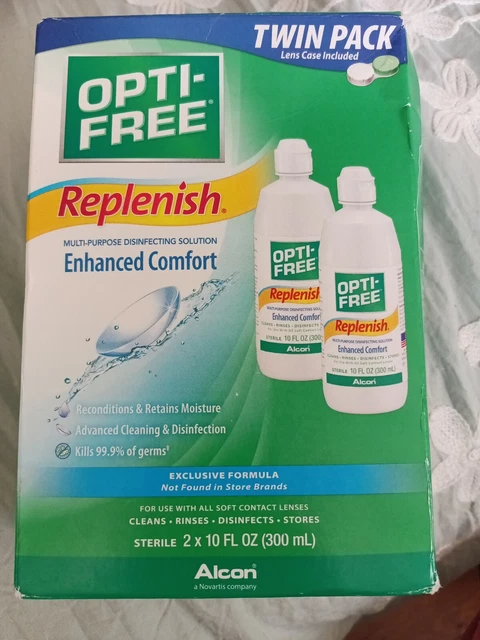 TWIN PACK
Lens Case Included
OPTI-
FREE®
Replenish®
MULTI-PURPOSE DISINFECTING SOLUTION
Enhanced Comfort
Reconditions & Retains Moisture
Advanced Cleaning & Disinfection
Kills 99.9% of germs‡
OPTI-
FREE
Replenish
Enhanced Comfort
CLEANS • RINSES • DISINFECTS •
STERILE 10 FL OZ (300
Alcon
OPTI-
FREE
Replenish.
MULTI-PURPOSE DISINFECTING SOLUTION
Enhanced Comfort
STERILE 10 FL OZ (300 mL)
Alcon
EXCLUSIVE FORMULA
Not Found in Store Brands
FOR USE WITH ALL SOFT CONTACT LENSES
CLEANS • RINSES • DISINFECTS • STORES
STERILE 2 x 10 FL OZ (300 mL)
Alcon®
a Novartis company